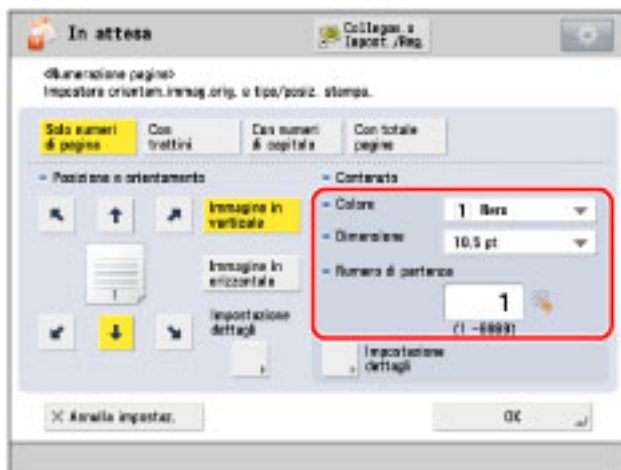 In attesa
Collegam. a
Impost./Reg.
<Numerazione pagine>
Impostare orientam.immag.orig. e tipo/posiz. stampa.
Solo numeri
di pagina
Con
trattini
Con numeri
di capitolo
Con totale
pagine
Posizione e orientamento
Immagine in
verticale
Immagine in
orizzontale
Impostazione
dettagli
1
Contenuto
Colore
1 Nero
Dimensione
10,5 pt
Numero di partenza
1
(1 -9999)
Impostazione
dettagli
× Annulla impostaz.
OK